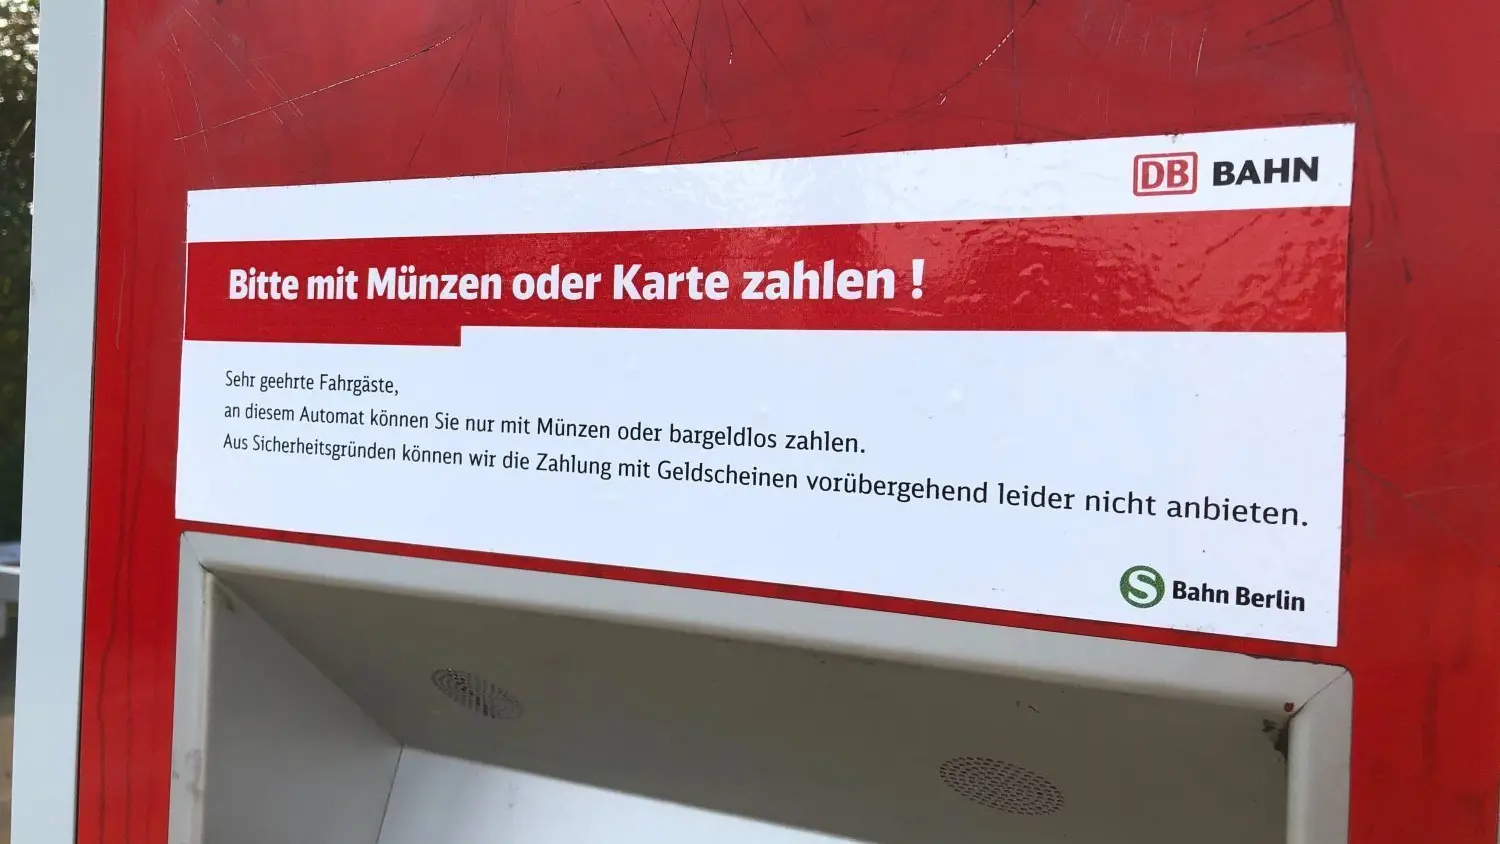 DB BAHN
Bitte mit Münzen oder Karte zahlen !
Sehr geehrte Fahrgäste,
an diesem Automat können Sie nur mit Münzen oder bargeldlos zahlen.
Aus Sicherheitsgründen können wir die Zahlung mit Geldscheinen vorübergehend leider nicht anbieten.
S Bahn Berlin